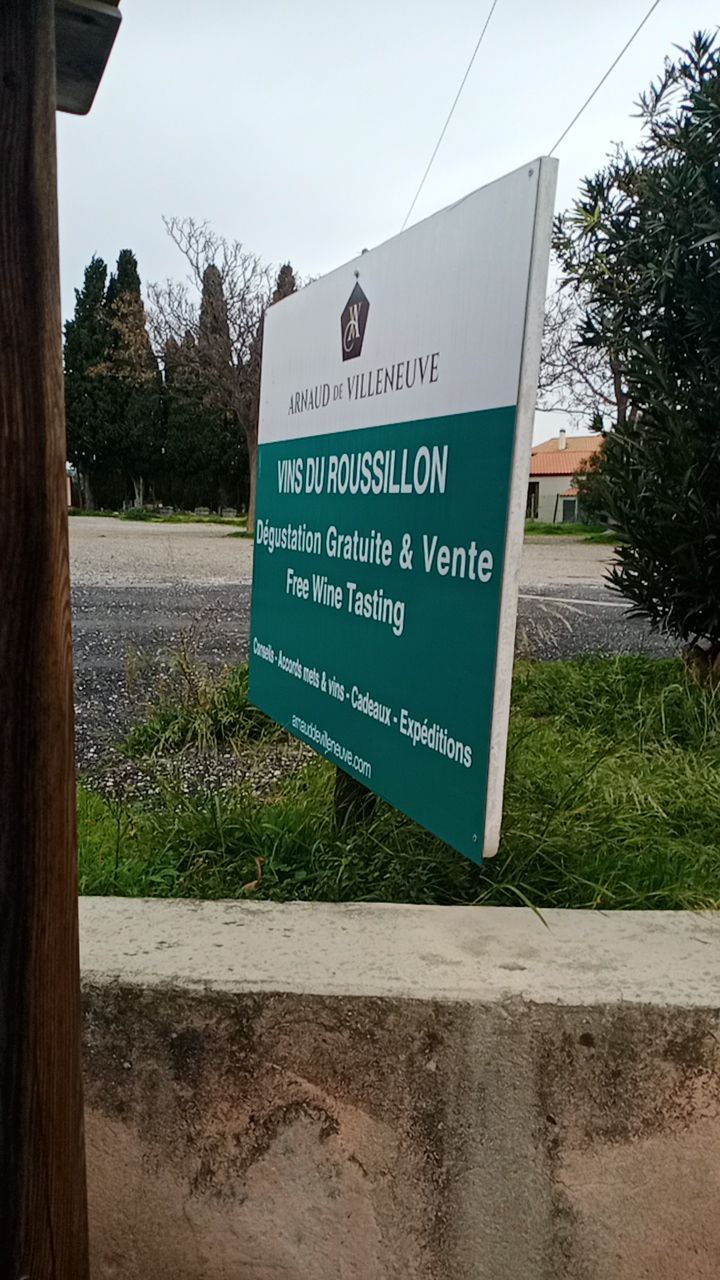 ARNAUD DE VILLENEUVE
VINS DU ROUSSILLON
Dégustation Gratuite & Vente
Free Wine Tasting
Conseils - Accords mets & vins - Cadeaux - Expéditions
arnauddevilleneuve.com